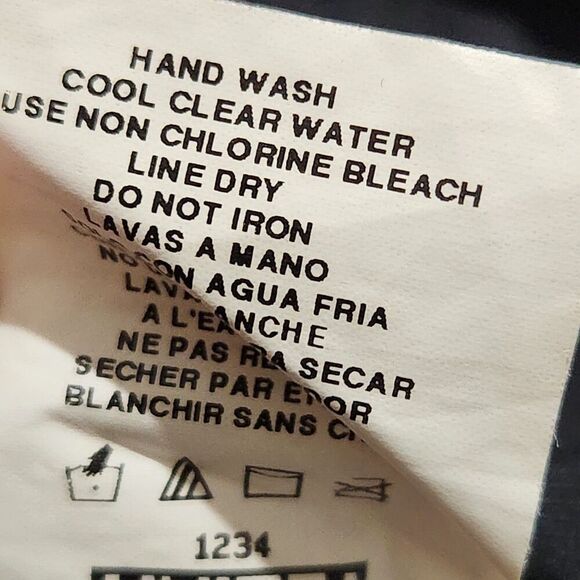 HAND WASH
COOL CLEAR WATER
USE NON CHLORINE BLEACH
LINE DRY
DO NOT IRON
LAVAS A MANO
CON AGUA FRIA
A L'E
NE PAS SECAR
SECHER PAR
BLANCHIR SANS
1234